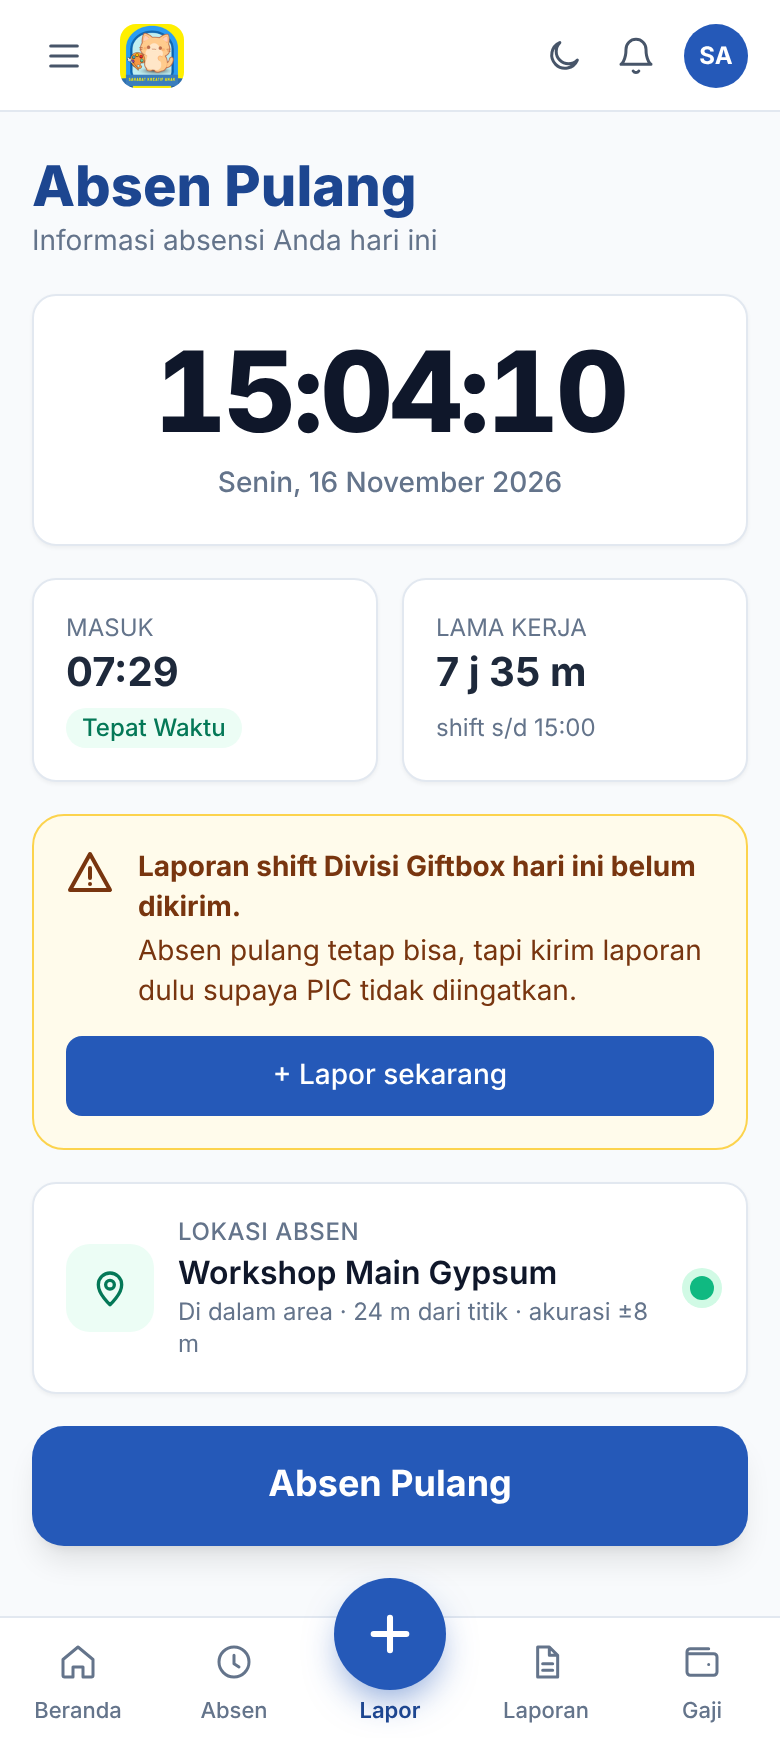 SA
Absen Pulang
Informasi absensi Anda hari ini
15:04:10
Senin, 16 November 2026
MASUK
07:29
Tepat Waktu
LAMA KERJA
7 j 35 m
shift s/d 15:00
Laporan shift Divisi Giftbox hari ini belum
dikirim.
Absen pulang tetap bisa, tapi kirim laporan
dulu supaya PIC tidak diingatkan.
+ Lapor sekarang
LOKASI ABSEN
Workshop Main Gypsum
Di dalam area · 24 m dari titik · akurasi ±8
m
Absen Pulang
Beranda
Absen
Lapor
Laporan
Gaji